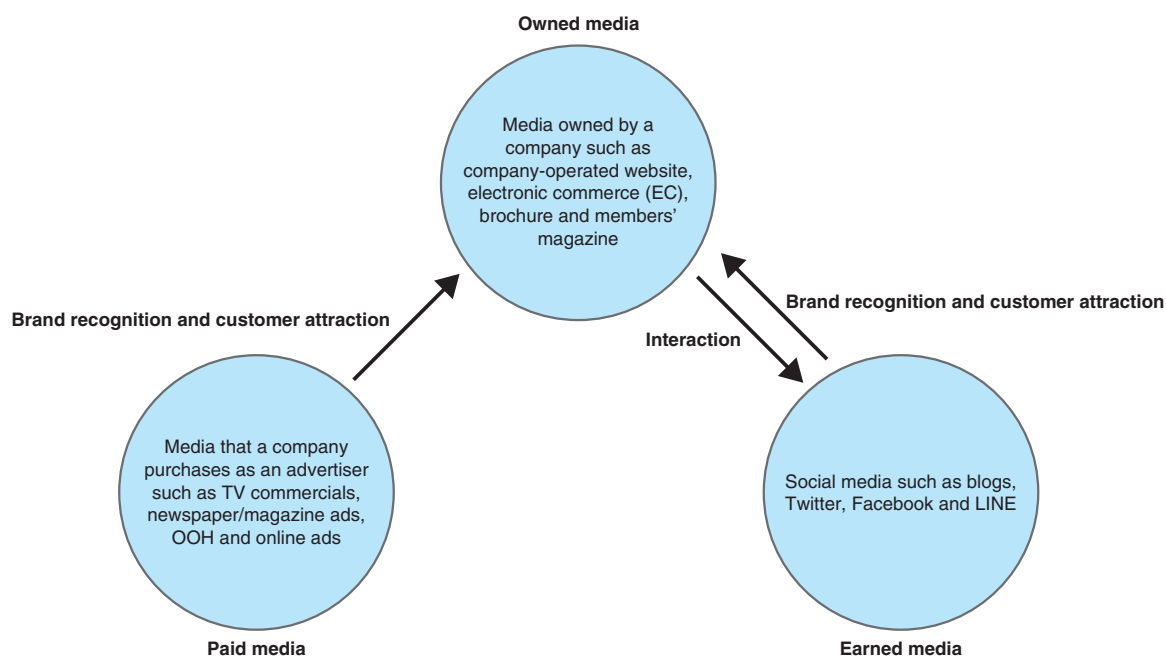 Owned media
Media owned by a
company such as
company-operated website,
electronic commerce (EC),
brochure and members’
magazine
Brand recognition and customer attraction
Interaction
Brand recognition and customer attraction
Media that a company
purchases as an advertiser
such as TV commercials,
newspaper/magazine ads,
OOH and online ads
Paid media
Social media such as blogs,
Twitter, Facebook and LINE
Earned media